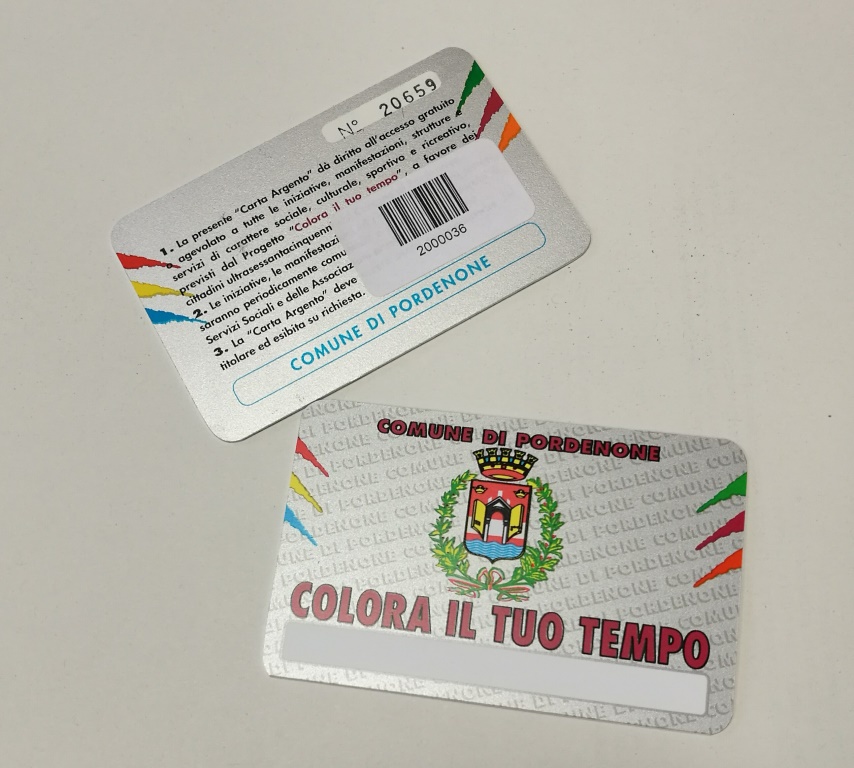 N° 20659
1. La presente "Carta Argento" dà diritto all'accesso gratuito
o agevolato a tutte le iniziative, manifestazioni, strutture e
servizi di carattere sociale, culturale, sportivo e ricreativo,
previsti dal Progetto "Colora il tuo tempo", a favore dei
cittadini ultrasessantacinquenn
2. Le iniziative, le manifestazi
saranno periodicamente comu
Servizi Sociali e delle Associaz
3. La "Carta Argento" deve
titolare ed esibita su richiesta.
2000036
COMUNE DI PORDENONE
COMUNE DI PORDENONE
COLORA IL TUO TEMPO